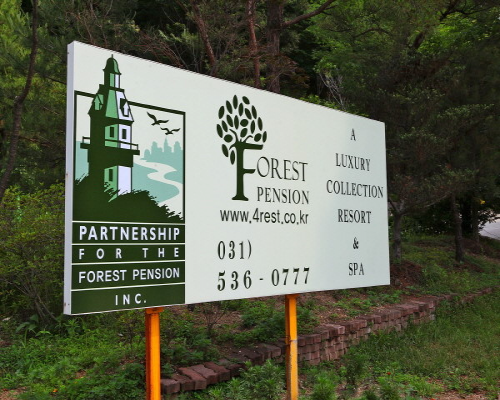 PARTNERSHIP
FOR THE
FOREST PENSION
INC.
FOREST
PENSION
www.4rest.co.kr
031)
536-0777
A
LUXURY
COLLECTION
RESORT
&
SPA